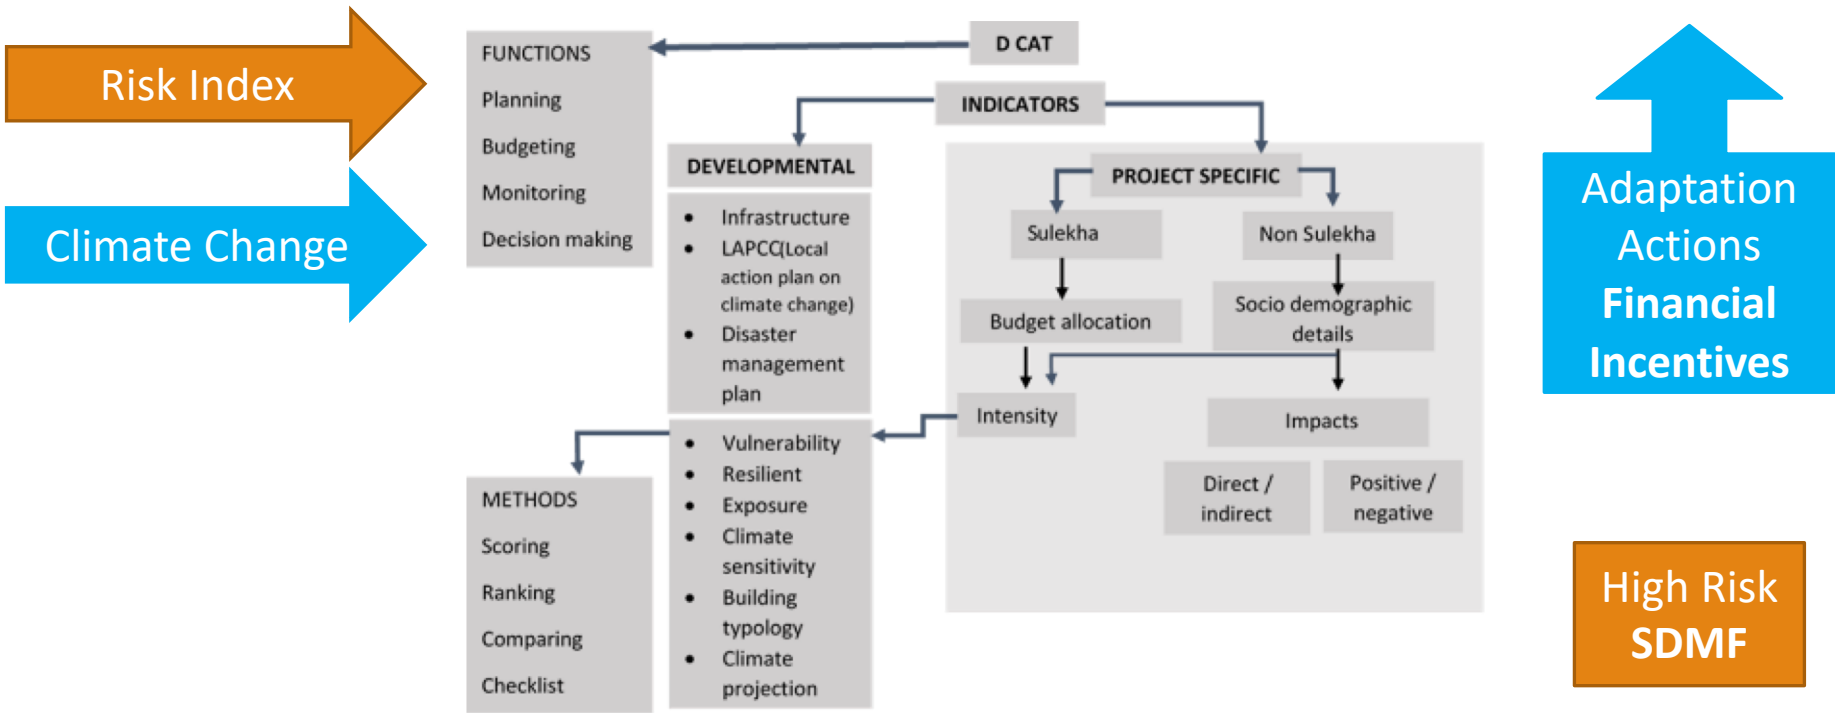 Risk Index
Climate Change
FUNCTIONS
Planning
Budgeting
Monitoring
Decision making
D CAT
INDICATORS
DEVELOPMENTAL
• Infrastructure
• LAPCC(Local
action plan on
climate change)
• Disaster
management
plan
• Vulnerability
• Resilient
• Exposure
• Climate
sensitivity
• Building
typology
• Climate
projection
METHODS
Scoring
Ranking
Comparing
Checklist
PROJECT SPECIFIC
Sulekha
Non Sulekha
Budget allocation
Socio demographic
details
Intensity
Impacts
Direct /
indirect
Positive /
negative
Adaptation
Actions
Financial
Incentives
High Risk
SDMF